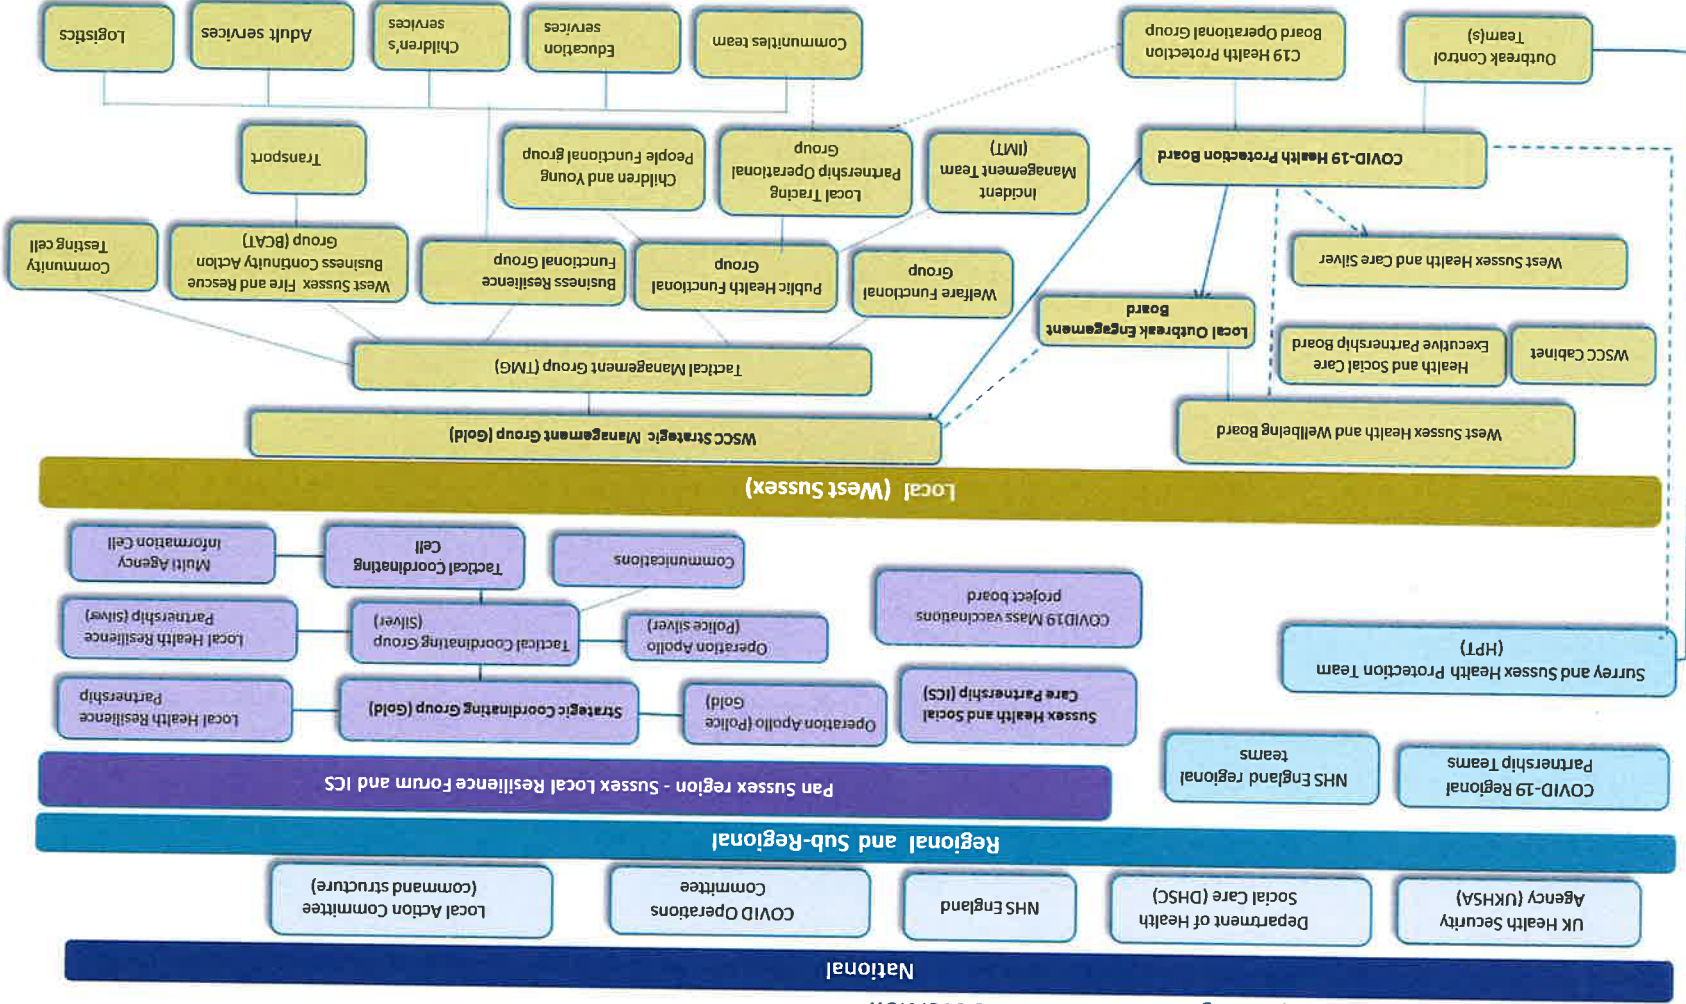 National
UK Health Security
Agency (UKHSA)
Department of Health
Social Care (DHSC)
NHS England
COVID Operations
Committee
Local Action Committee
(command structure)
Regional and Sub-Regional
COVID-19 Regional
Partnership Teams
NHS England regional
teams
Pan Sussex region - Sussex Local Resilience Forum and ICS
Surrey and Sussex Health Protection Team
(HPT)
Sussex Health and Social
Care Partnership (ICS)
Operation Apollo (Police
Gold)
Strategic Coordinating Group (Gold)
Local Health Resilience
Partnership
COVID19 Mass vaccinations
project board
Operation Apollo
(Police silver)
Tactical Coordinating Group
(Silver)
Local Health Resilience
Partnership (silver)
Communications
Tactical Coordinating
Cell
Multi Agency
Information Cell
Local (West Sussex)
West Sussex Health and Wellbeing Board
WSCC Strategic Management Group (Gold)
WSCC Cabinet
Health and Social Care
Executive Partnership Board
Local Outbreak Engagement
Board
Tactical Management Group (TMG)
West Sussex Health and Care Silver
Welfare Functional
Group
Public Health Functional
Group
Business Resilience
Functional Group
West Sussex Fire and Rescue
Business Continuity Action
Group (BCAT)
Community
Testing cell
COVID-19 Health Protection Board
Incident
Management Team
(IMT)
Local Tracing
Partnership Operational
Group
Children and Young
People Functional group
Transport
Outbreak Control
Team(s)
C19 Health Protection
Board Operational Group
Communities team
Education
services
Children's
services
Adult services
Logistics